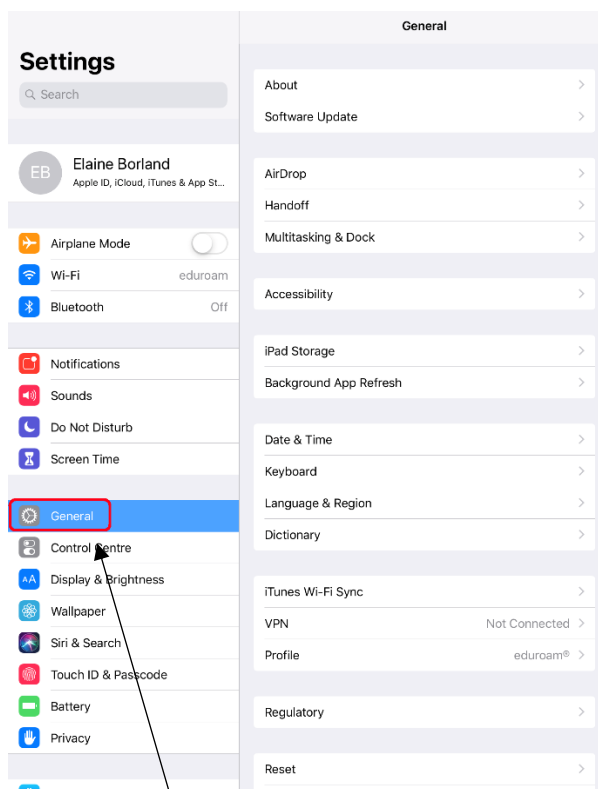 General
Settings
Search
EB
Elaine Borland
Apple ID, iCloud, iTunes & App St...
Airplane Mode
Wi-Fi eduroam
Bluetooth Off
Notifications
Sounds
Do Not Disturb
Screen Time
General
Control Centre
AA Display & Brightness
Wallpaper
Siri & Search
Touch ID & Passcode
Battery
Privacy
About
Software Update
AirDrop
Handoff
Multitasking & Dock
Accessibility
iPad Storage
Background App Refresh
Date & Time
Keyboard
Language & Region
Dictionary
iTunes Wi-Fi Sync
VPN Not Connected
Profile eduroam®
Regulatory
Reset